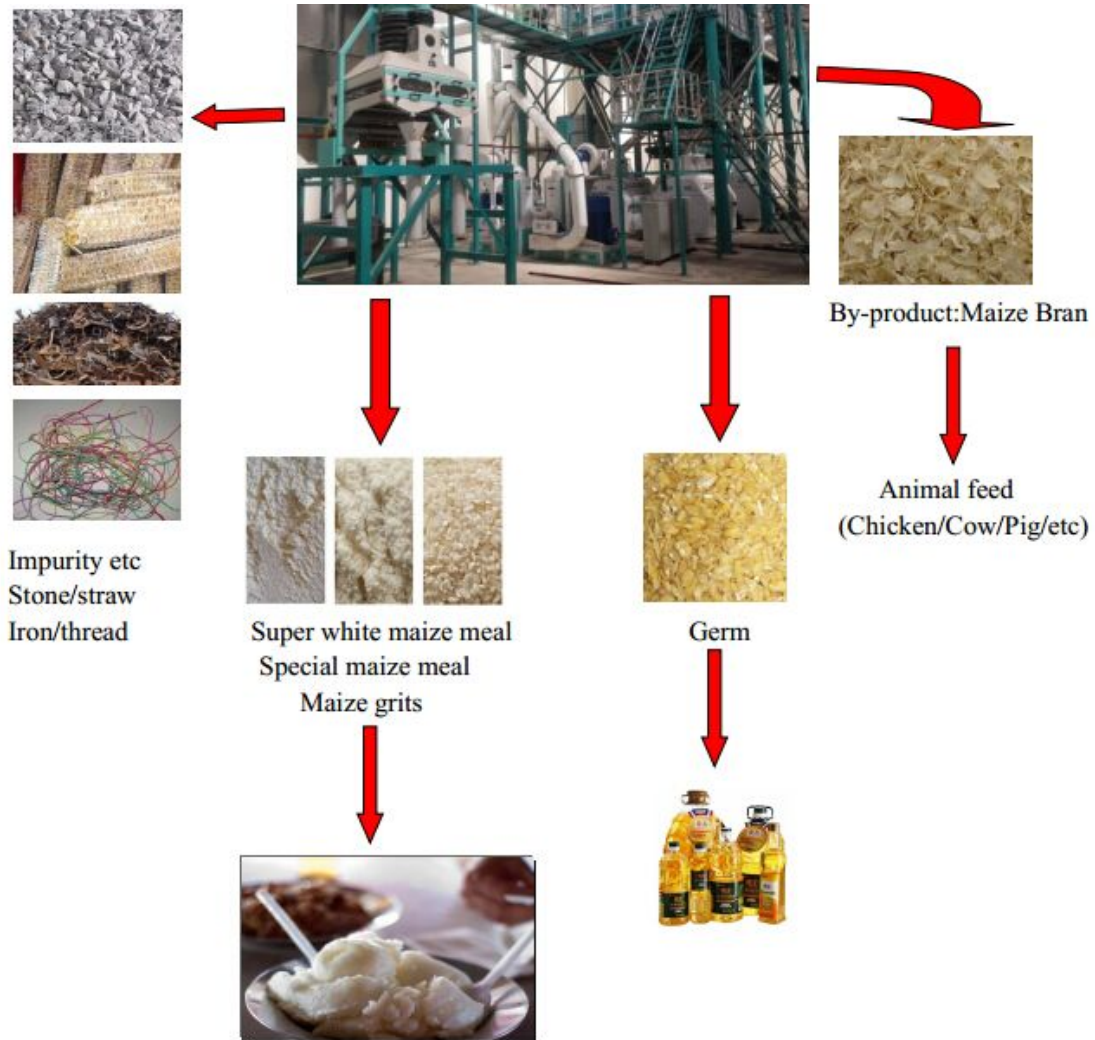 By-product:Maize Bran
Animal feed
(Chicken/Cow/Pig/etc)
Impurity etc
Stone/straw
Iron/thread
Super white maize meal
Special maize meal
Maize grits
Germ